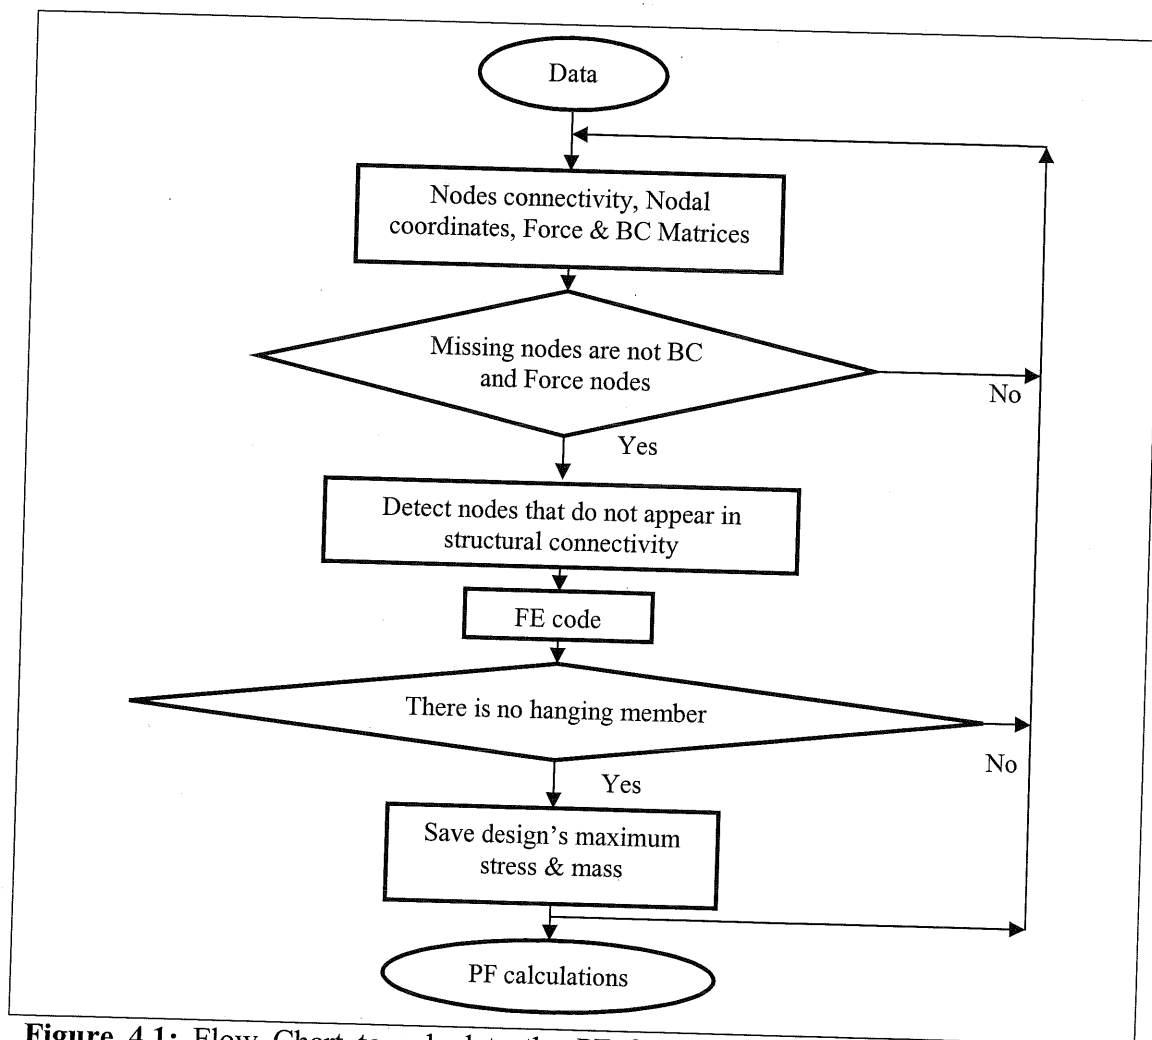 Data
Nodes connectivity, Nodal
coordinates, Force & BC Matrices
Missing nodes are not BC
and Force nodes
No
Yes
Detect nodes that do not appear in
structural connectivity
FE code
There is no hanging member
No
Yes
Save design's maximum
stress & mass
PF calculations
Figure 4.1: Flow Chart to calculate the PF